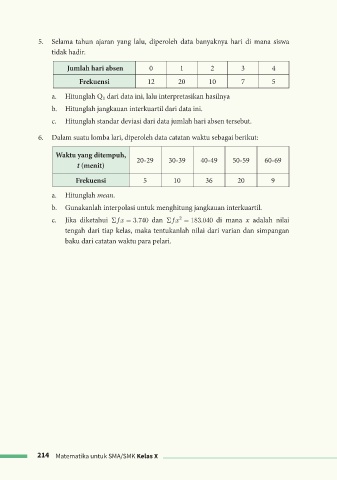 5. Selama tahun ajaran yang lalu, diperoleh data banyaknya hari di mana siswa
tidak hadir.
Jumlah hari absen 0 1 2 3 4
Frekuensi 12 20 10 7 5
a. Hitunglah Q₃ dari data ini, lalu interpretasikan hasilnya
b. Hitunglah jangkauan interkuartil dari data ini.
c. Hitunglah standar deviasi dari data jumlah hari absen tersebut.
6. Dalam suatu lomba lari, diperoleh data catatan waktu sebagai berikut:
Waktu yang ditempuh,
t (menit) 20-29 30-39 40-49 50-59 60-69
Frekuensi 5 10 36 20 9
a. Hitunglah mean.
b. Gunakanlah interpolasi untuk menghitung jangkauan interkuartil.
c. Jika diketahui ∑fx = 3.740 dan ∑fx² = 183.040 di mana x adalah nilai
tengah dari tiap kelas, maka tentukanlah nilai dari varian dan simpangan
baku dari catatan waktu para pelari.
214 Matematika untuk SMA/SMK Kelas X